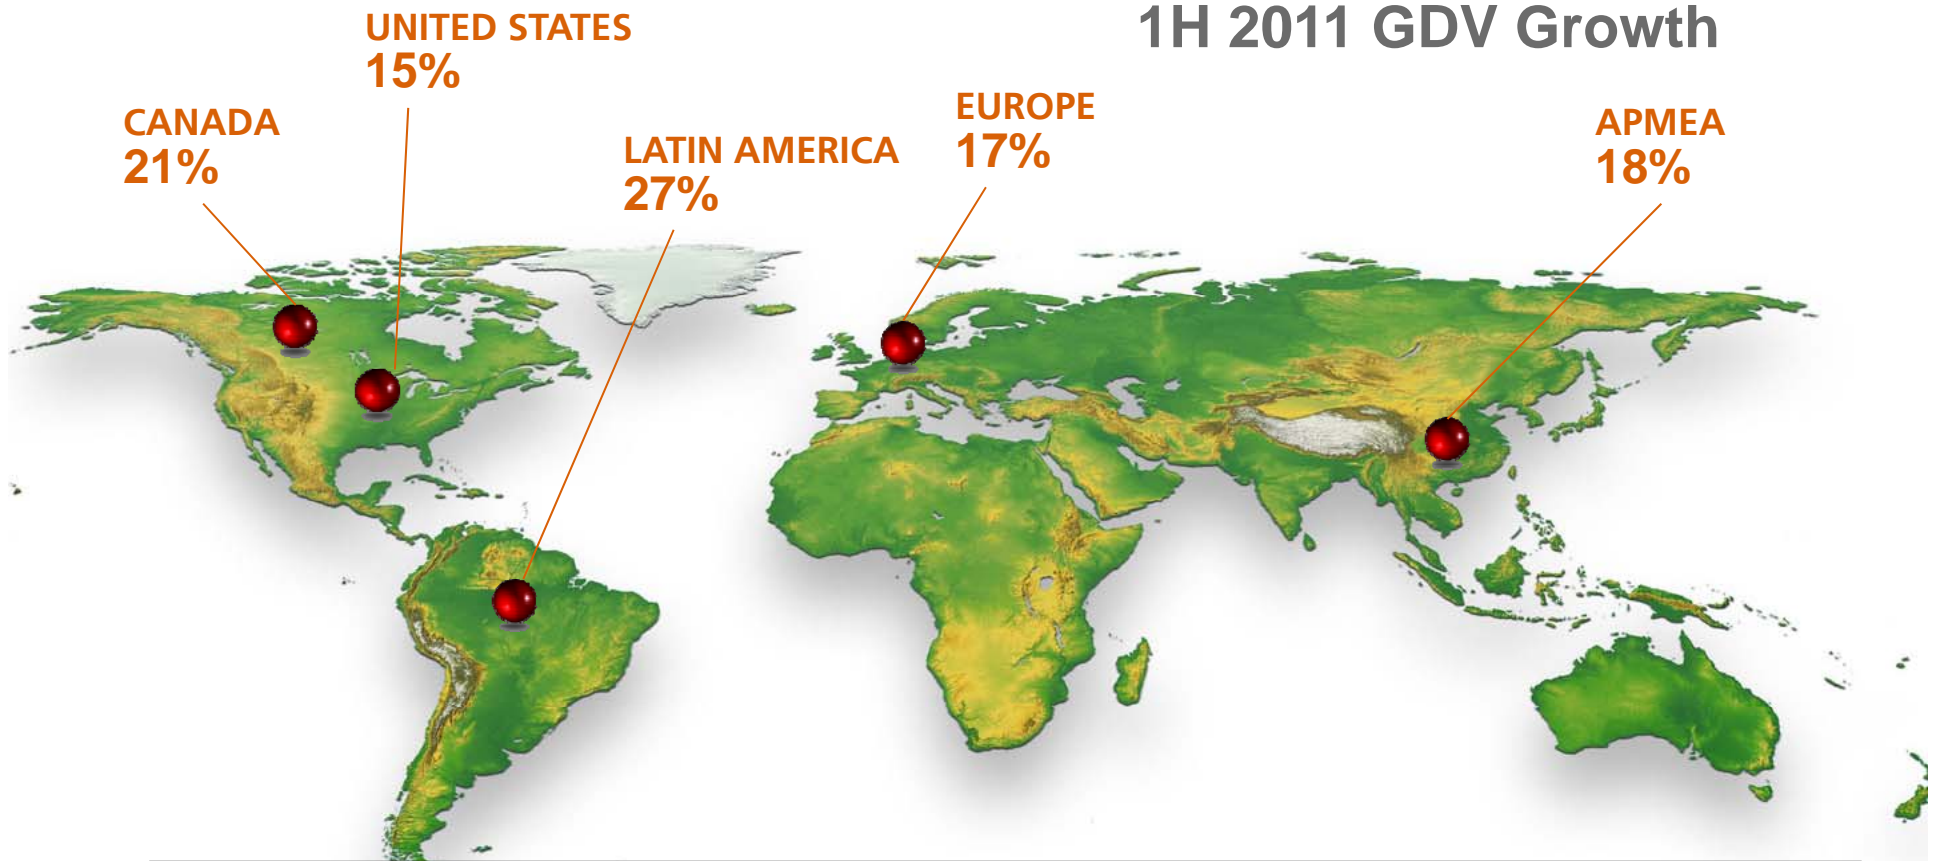 1H 2011 GDV Growth
UNITED STATES
15%
CANADA
21%
LATIN AMERICA
27%
EUROPE
17%
APMEA
18%